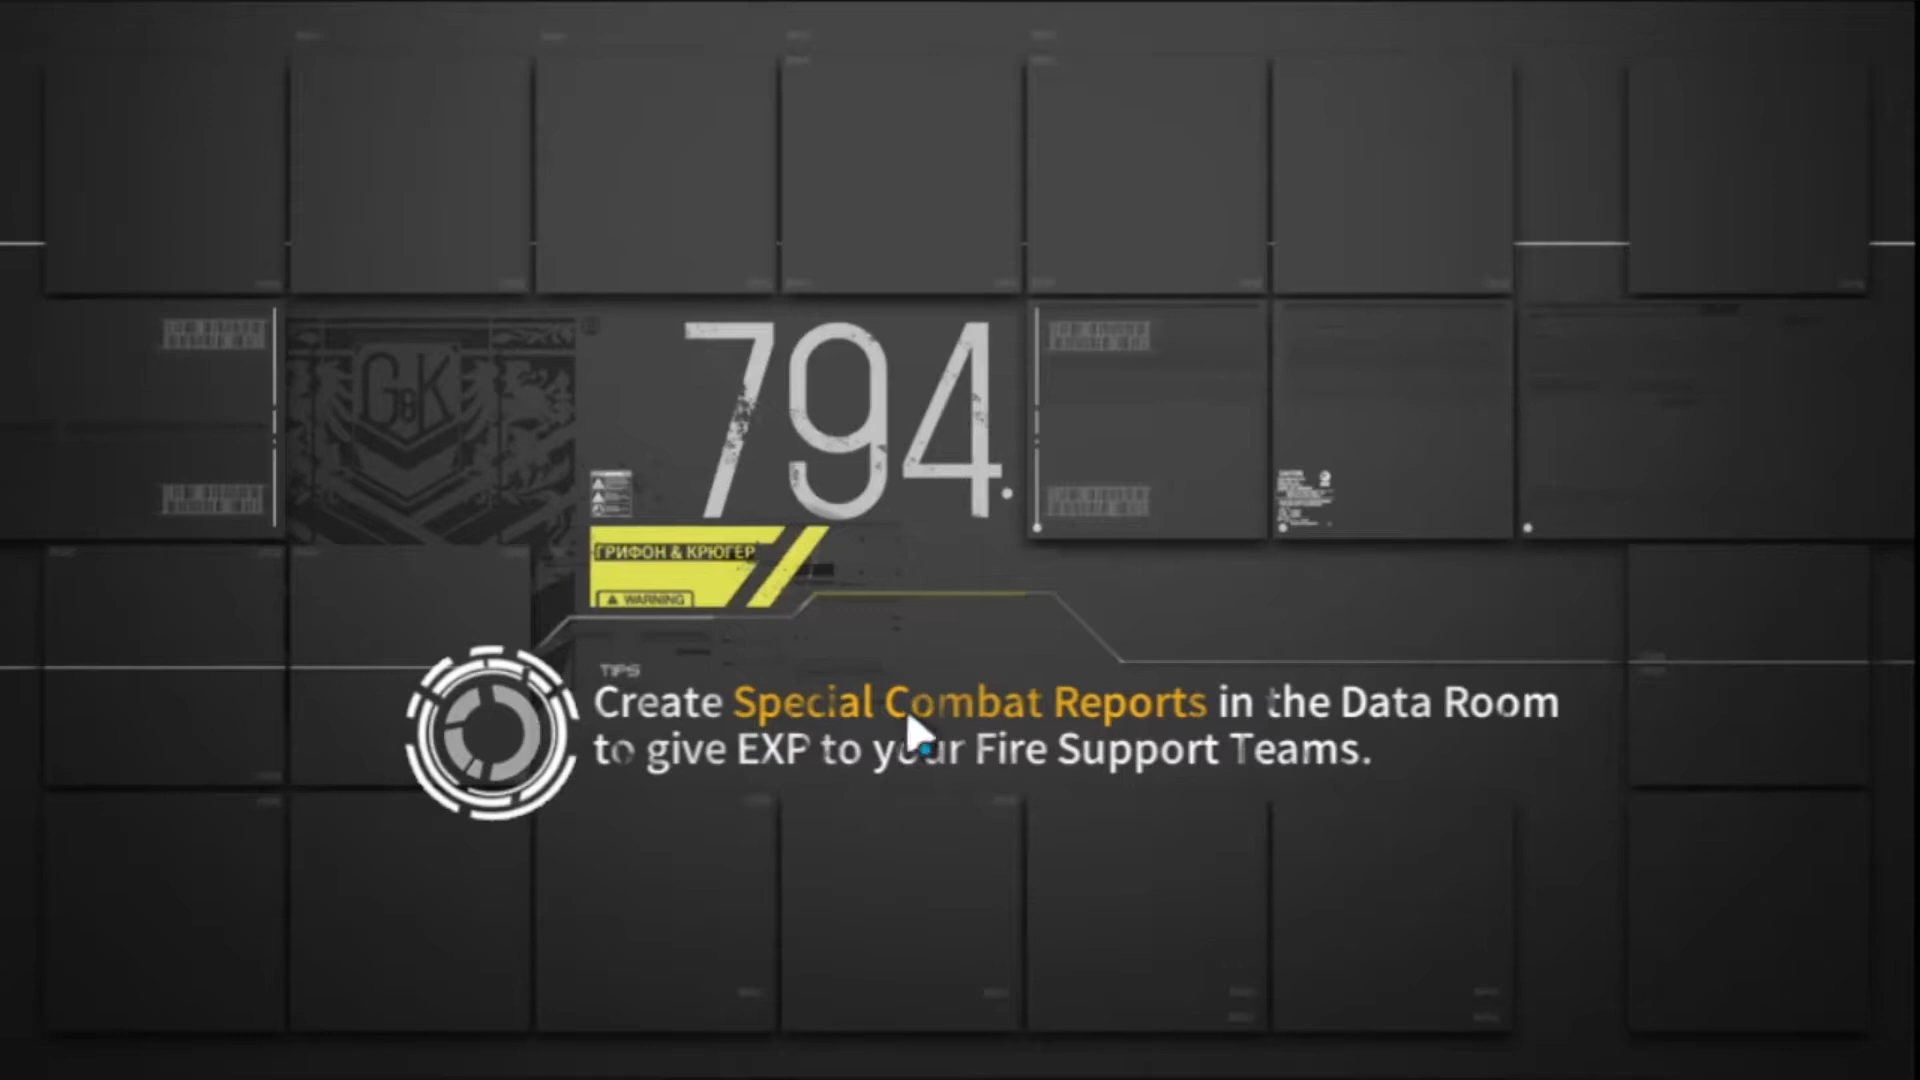 G&K
794.
ГРИФОН & КРЮГЕР
WARNING
TIPS
Create Special Combat Reports in the Data Room
to give EXP to your Fire Support Teams.